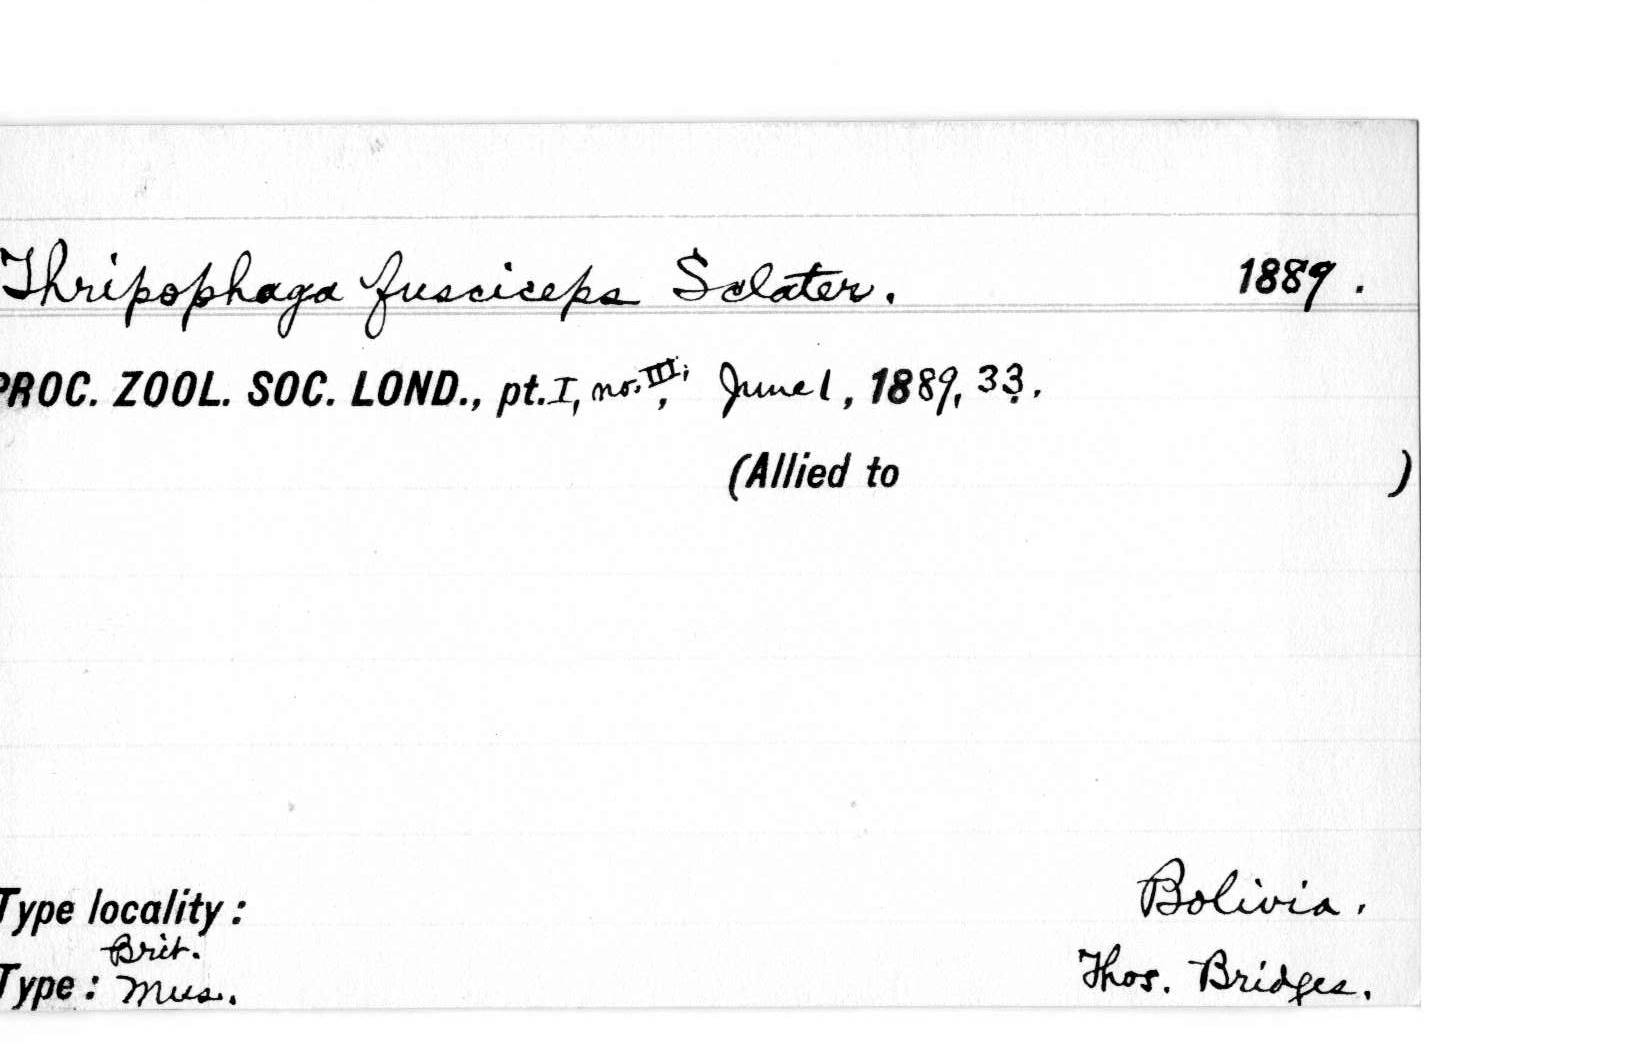 Thripophaga fusciceps Sclater. 1889.
PROC. ZOOL. SOC. LOND., pt. I, no. III, June 1, 1889, 33.
(Allied to )
Type locality: Bolivia.
Brit.
Type: Mus. Thos. Bridges.